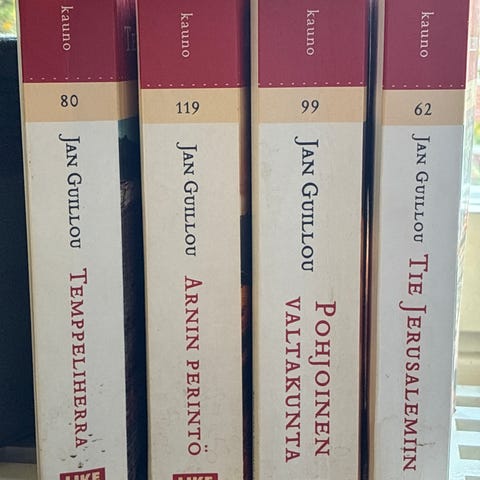 kauno
80
JAN GUILLOU
TEMPPELIHERRA
LIKE
kauno
119
JAN GUILLOU
ARNIN PERINTÖ
LIKE
kauno
99
JAN GUILLOU
POHJOINEN
VALTAKUNTA
kauno
62
JAN GUILLOU
TIE JERUSALEMIIN